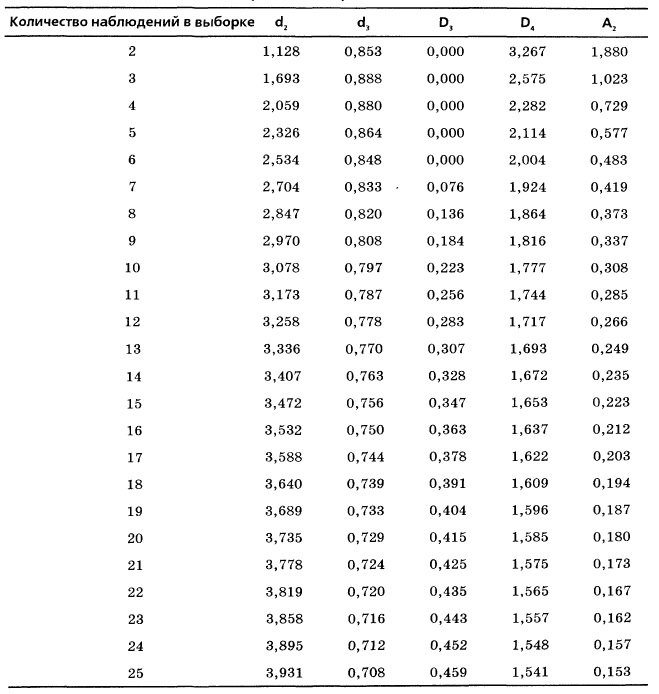 Количество наблюдений в выборке d2 d3 D3 D4 A2
2 1,128 0,853 0,000 3,267 1,880
3 1,693 0,888 0,000 2,575 1,023
4 2,059 0,880 0,000 2,282 0,729
5 2,326 0,864 0,000 2,114 0,577
6 2,534 0,848 0,000 2,004 0,483
7 2,704 0,833 0,076 1,924 0,419
8 2,847 0,820 0,136 1,864 0,373
9 2,970 0,808 0,184 1,816 0,337
10 3,078 0,797 0,223 1,777 0,308
11 3,173 0,787 0,256 1,744 0,285
12 3,258 0,778 0,283 1,717 0,266
13 3,336 0,770 0,307 1,693 0,249
14 3,407 0,763 0,328 1,672 0,235
15 3,472 0,756 0,347 1,653 0,223
16 3,532 0,750 0,363 1,637 0,212
17 3,588 0,744 0,378 1,622 0,203
18 3,640 0,739 0,391 1,609 0,194
19 3,689 0,733 0,404 1,596 0,187
20 3,735 0,729 0,415 1,585 0,180
21 3,778 0,724 0,425 1,575 0,173
22 3,819 0,720 0,435 1,565 0,167
23 3,858 0,716 0,443 1,557 0,162
24 3,895 0,712 0,452 1,548 0,157
25 3,931 0,708 0,459 1,541 0,153